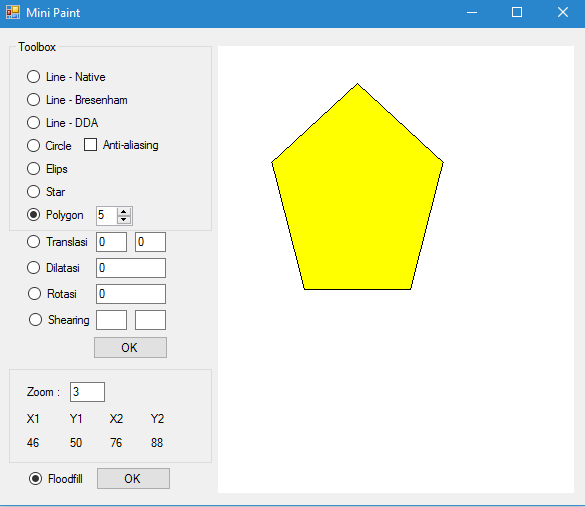 Mini Paint
Toolbox
Line - Native
Line - Bresenham
Line - DDA
Circle Anti-aliasing
Elips
Star
Polygon 5
Translasi 0 0
Dilatasi 0
Rotasi 0
Shearing
OK
Zoom : 3
X1 Y1 X2 Y2
46 50 76 88
Floodfill OK